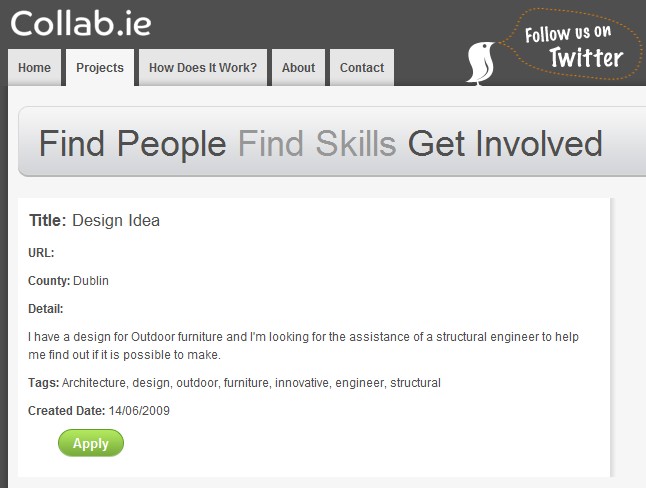 Collab.ie
Follow us on
Twitter
Home Projects How Does It Work? About Contact
Find People Find Skills Get Involved
Title: Design Idea
URL:
County: Dublin
Detail:
I have a design for Outdoor furniture and I'm looking for the assistance of a structural engineer to help
me find out if it is possible to make.
Tags: Architecture, design, outdoor, furniture, innovative, engineer, structural
Created Date: 14/06/2009
Apply